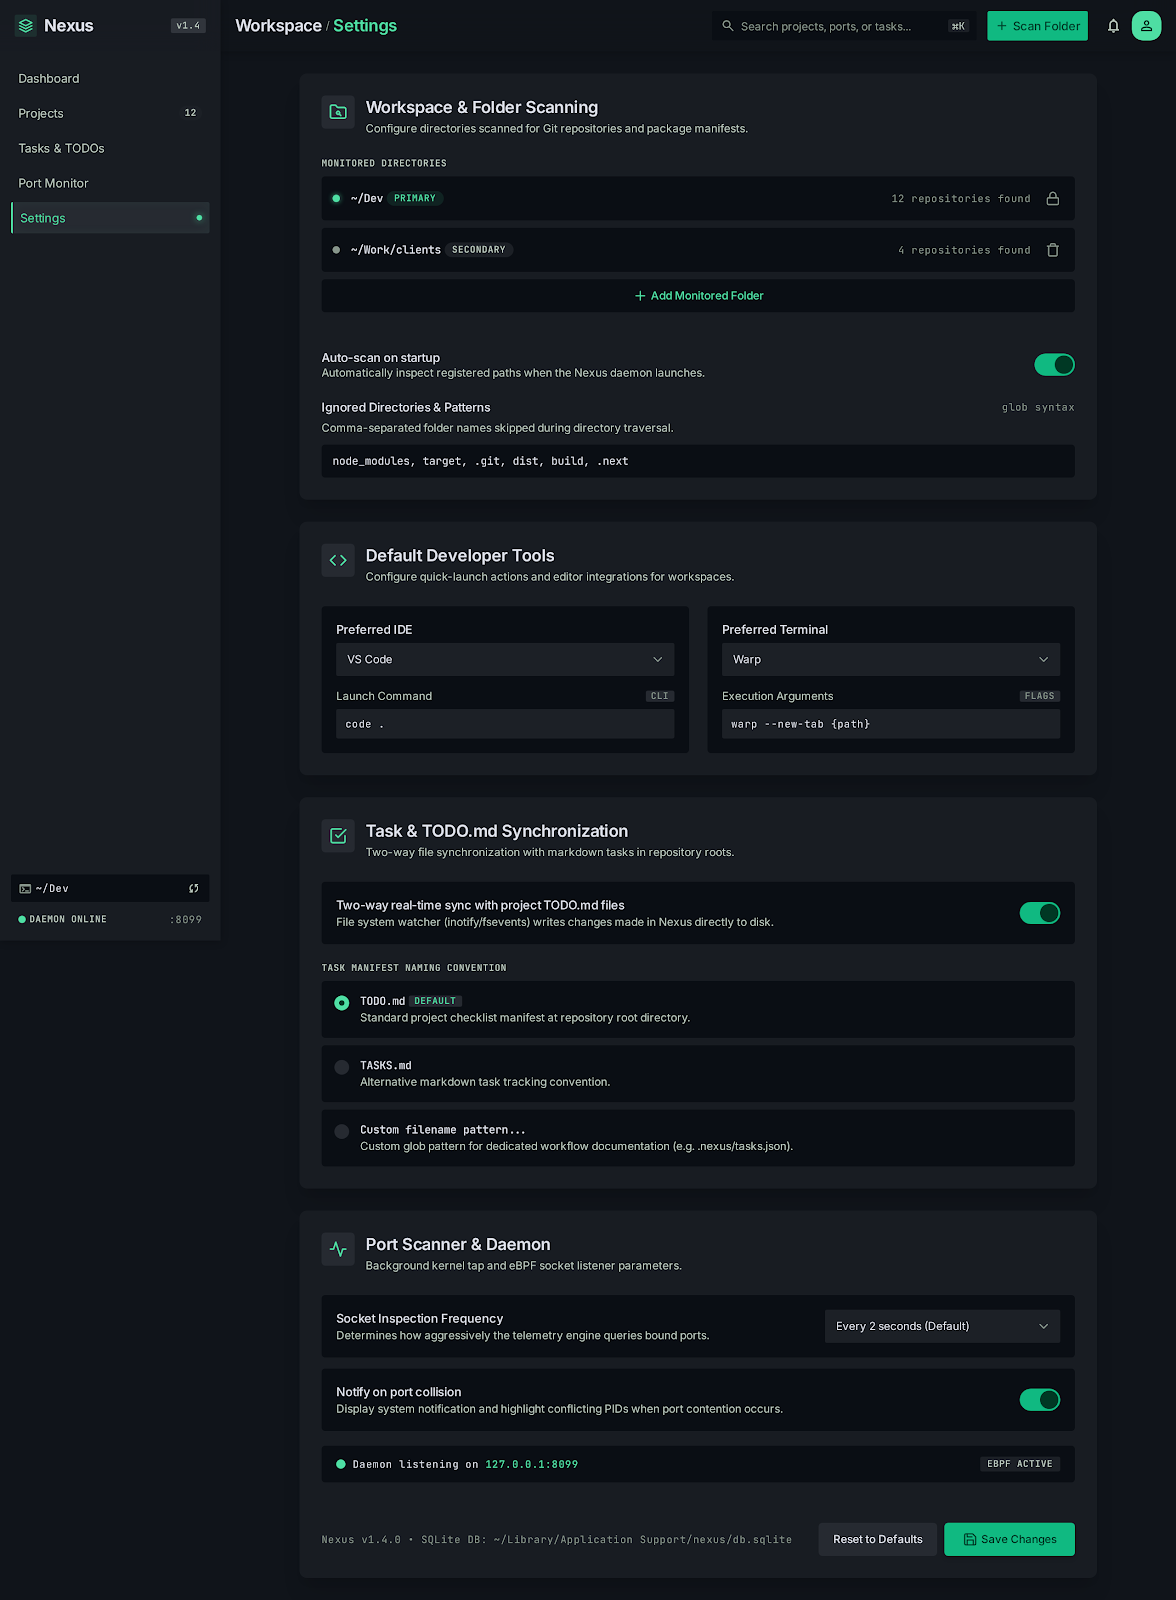 Nexus
v1.4
Workspace / Settings
Search projects, ports, or tasks...
⌘K
+ Scan Folder
Dashboard
Projects 12
Tasks & TODOs
Port Monitor
Settings
~/Dev
DAEMON ONLINE :8099
Workspace & Folder Scanning
Configure directories scanned for Git repositories and package manifests.
MONITORED DIRECTORIES
~/Dev PRIMARY 12 repositories found
~/Work/clients SECONDARY 4 repositories found
+ Add Monitored Folder
Auto-scan on startup
Automatically inspect registered paths when the Nexus daemon launches.
Ignored Directories & Patterns glob syntax
Comma-separated folder names skipped during directory traversal.
node_modules, target, .git, dist, build, .next
Default Developer Tools
Configure quick-launch actions and editor integrations for workspaces.
Preferred IDE
VS Code
Launch Command CLI
code .
Preferred Terminal
Warp
Execution Arguments FLAGS
warp --new-tab {path}
Task & TODO.md Synchronization
Two-way file synchronization with markdown tasks in repository roots.
Two-way real-time sync with project TODO.md files
File system watcher (inotify/fsevents) writes changes made in Nexus directly to disk.
TASK MANIFEST NAMING CONVENTION
TODO.md DEFAULT
Standard project checklist manifest at repository root directory.
TASKS.md
Alternative markdown task tracking convention.
Custom filename pattern...
Custom glob pattern for dedicated workflow documentation (e.g. .nexus/tasks.json).
Port Scanner & Daemon
Background kernel tap and eBPF socket listener parameters.
Socket Inspection Frequency
Determines how aggressively the telemetry engine queries bound ports.
Every 2 seconds (Default)
Notify on port collision
Display system notification and highlight conflicting PIDs when port contention occurs.
Daemon listening on 127.0.0.1:8099 EBPF ACTIVE
Nexus v1.4.0 • SQLite DB: ~/Library/Application Support/nexus/db.sqlite
Reset to Defaults
Save Changes